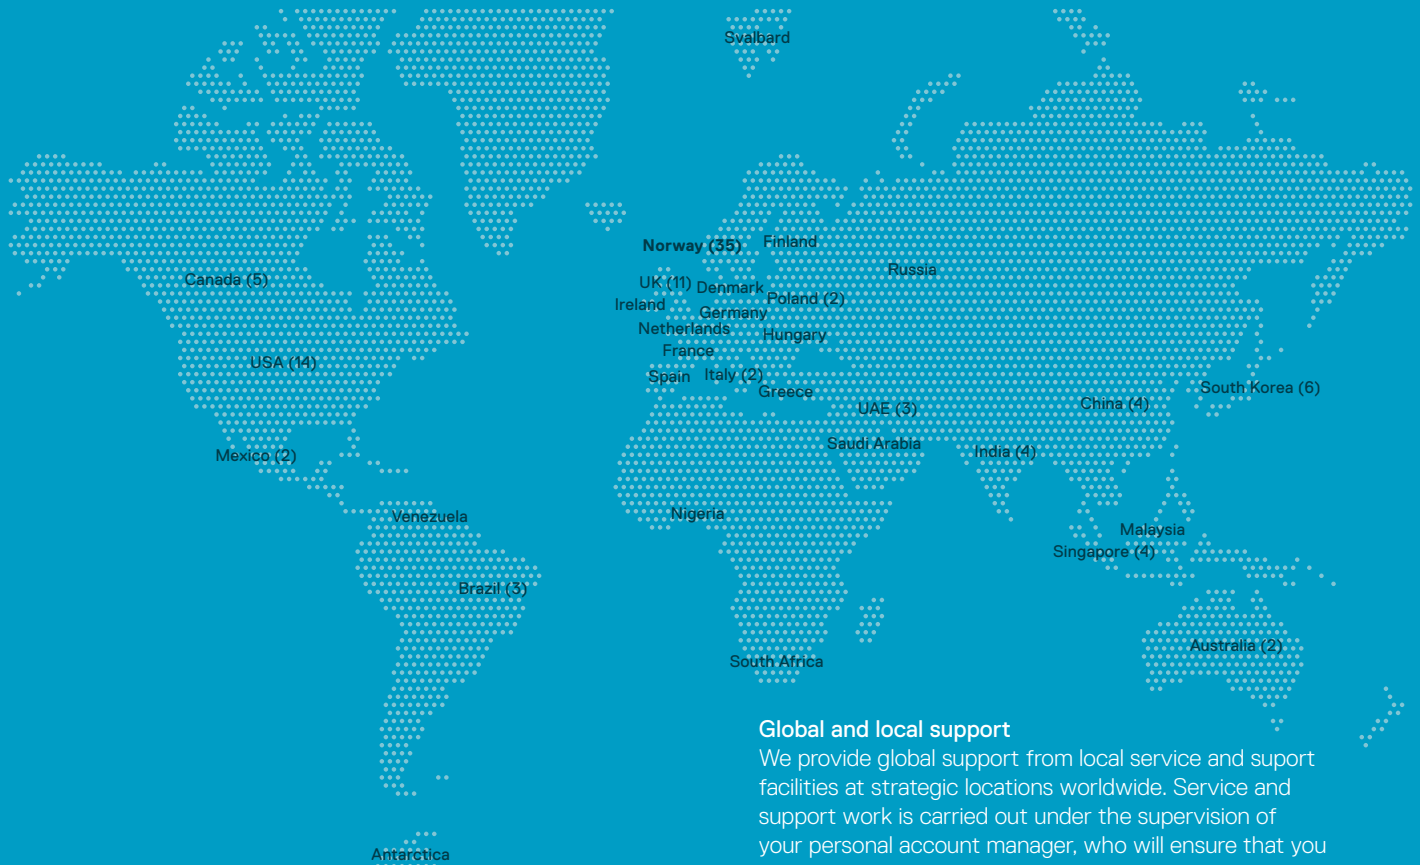 Svalbard
Norway (35)
Finland
Russia
Canada (5)
UK (11)
Denmark
Poland (2)
Ireland
Germany
Netherlands
Hungary
France
USA (14)
Spain
Italy (2)
Greece
South Korea (6)
UAE (3)
China (4)
Saudi Arabia
India (4)
Mexico (2)
Venezuela
Nigeria
Malaysia
Singapore (4)
Brazil (3)
Australia (2)
South Africa
Global and local support
We provide global support from local service and suport
facilities at strategic locations worldwide. Service and
support work is carried out under the supervision of
your personal account manager, who will ensure that you
Antarctica